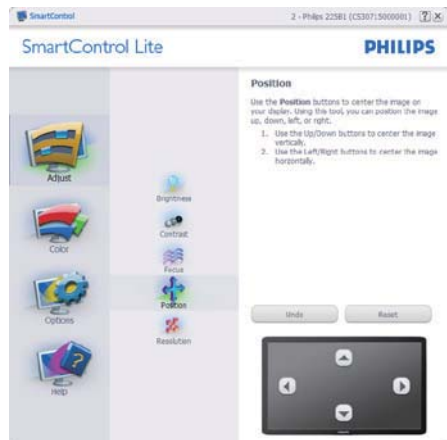 SmartControl
2 - Philips 225B1 (CS30715000001)
SmartControl Lite
PHILIPS
Adjust
Color
Options
Help
Brightness
Contrast
Focus
Position
Resolution
Position
Use the Position buttons to center the image on
your display. Using this tool, you can position the image
up, down, left, or right.
1. Use the Up/Down buttons to center the image
vertically.
2. Use the Left/Right buttons to center the image
horizontally.
Undo
Reset